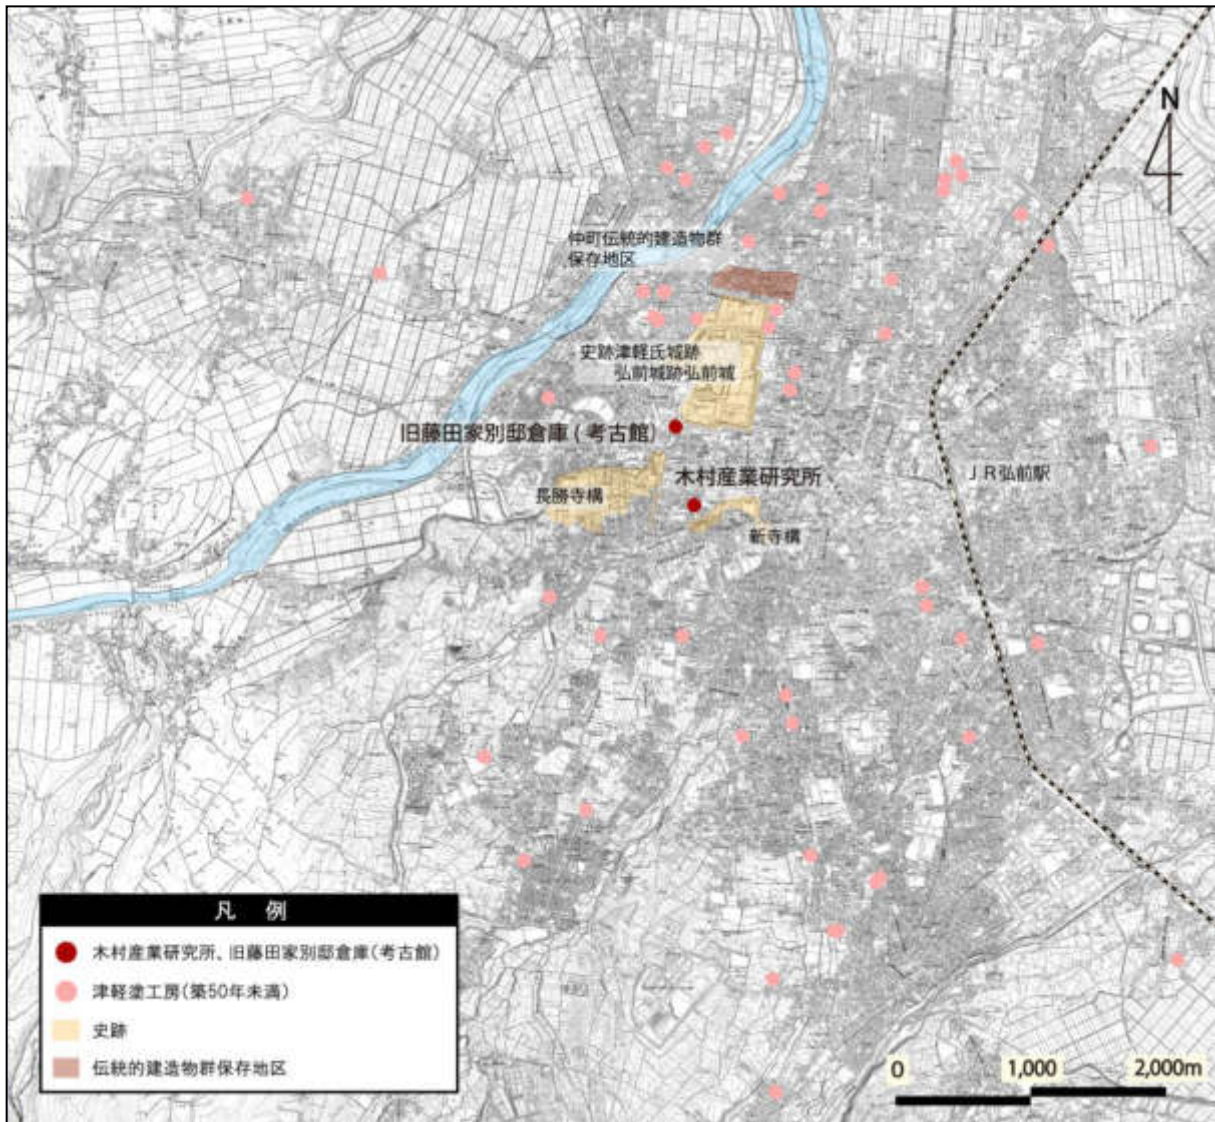 N
仲町伝統的建造物群
保存地区
史跡津軽氏城跡
弘前城跡弘前城
旧藤田家別邸倉庫(考古館)
木村産業研究所
JR弘前駅
長勝寺構
新寺構
凡 例
木村産業研究所、旧藤田家別邸倉庫(考古館)
津軽塗工房(築50年未満)
史跡
伝統的建造物群保存地区
0 1,000 2,000m